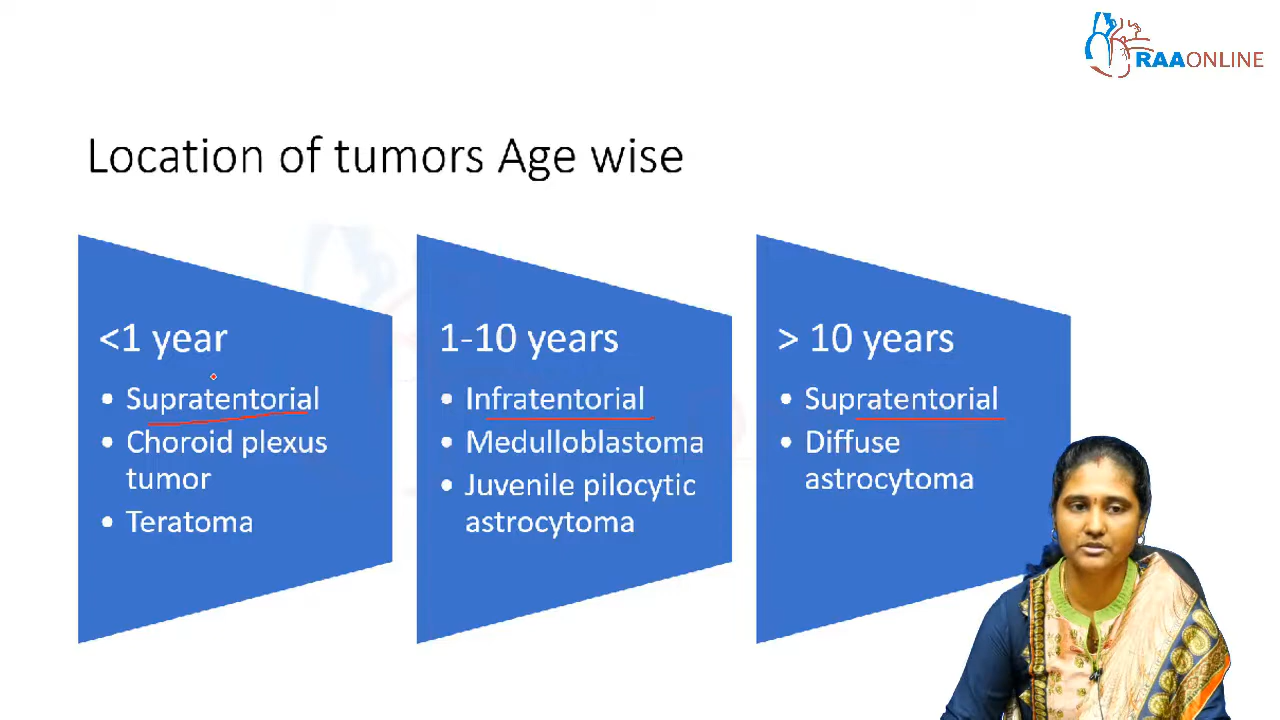 RAAONLINE
Location of tumors Age wise
<1 year
• Supratentorial
• Choroid plexus
tumor
• Teratoma
1-10 years
• Infratentorial
• Medulloblastoma
• Juvenile pilocytic
astrocytoma
> 10 years
• Supratentorial
• Diffuse
astrocytoma